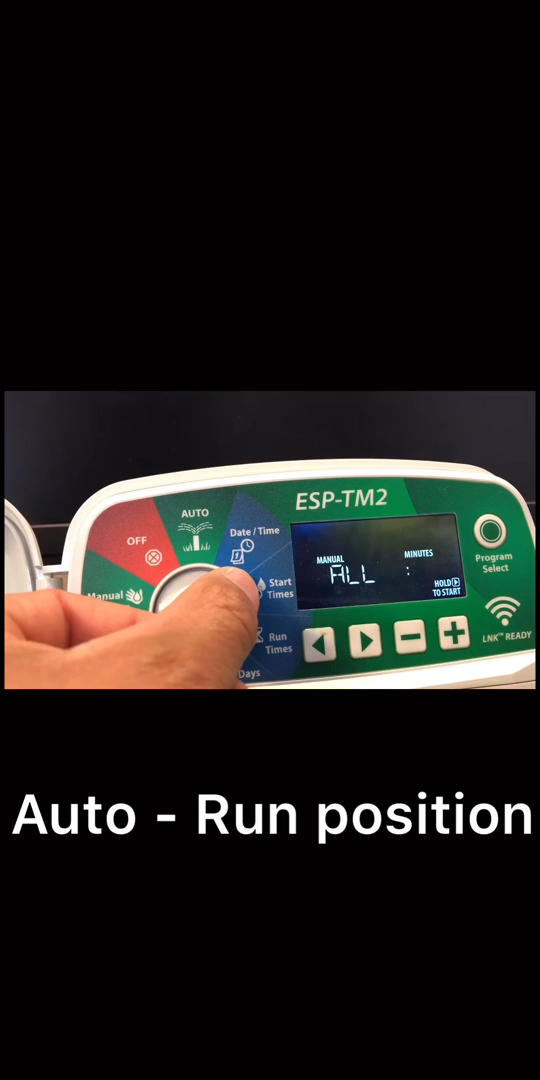 ESP-TM2
AUTO
OFF
Date / Time
Manual
Start
Times
Run
Times
Days
MANUAL
MINUTES
ALL :
HOLD
TO START
Program
Select
LNK™ READY
Auto - Run position